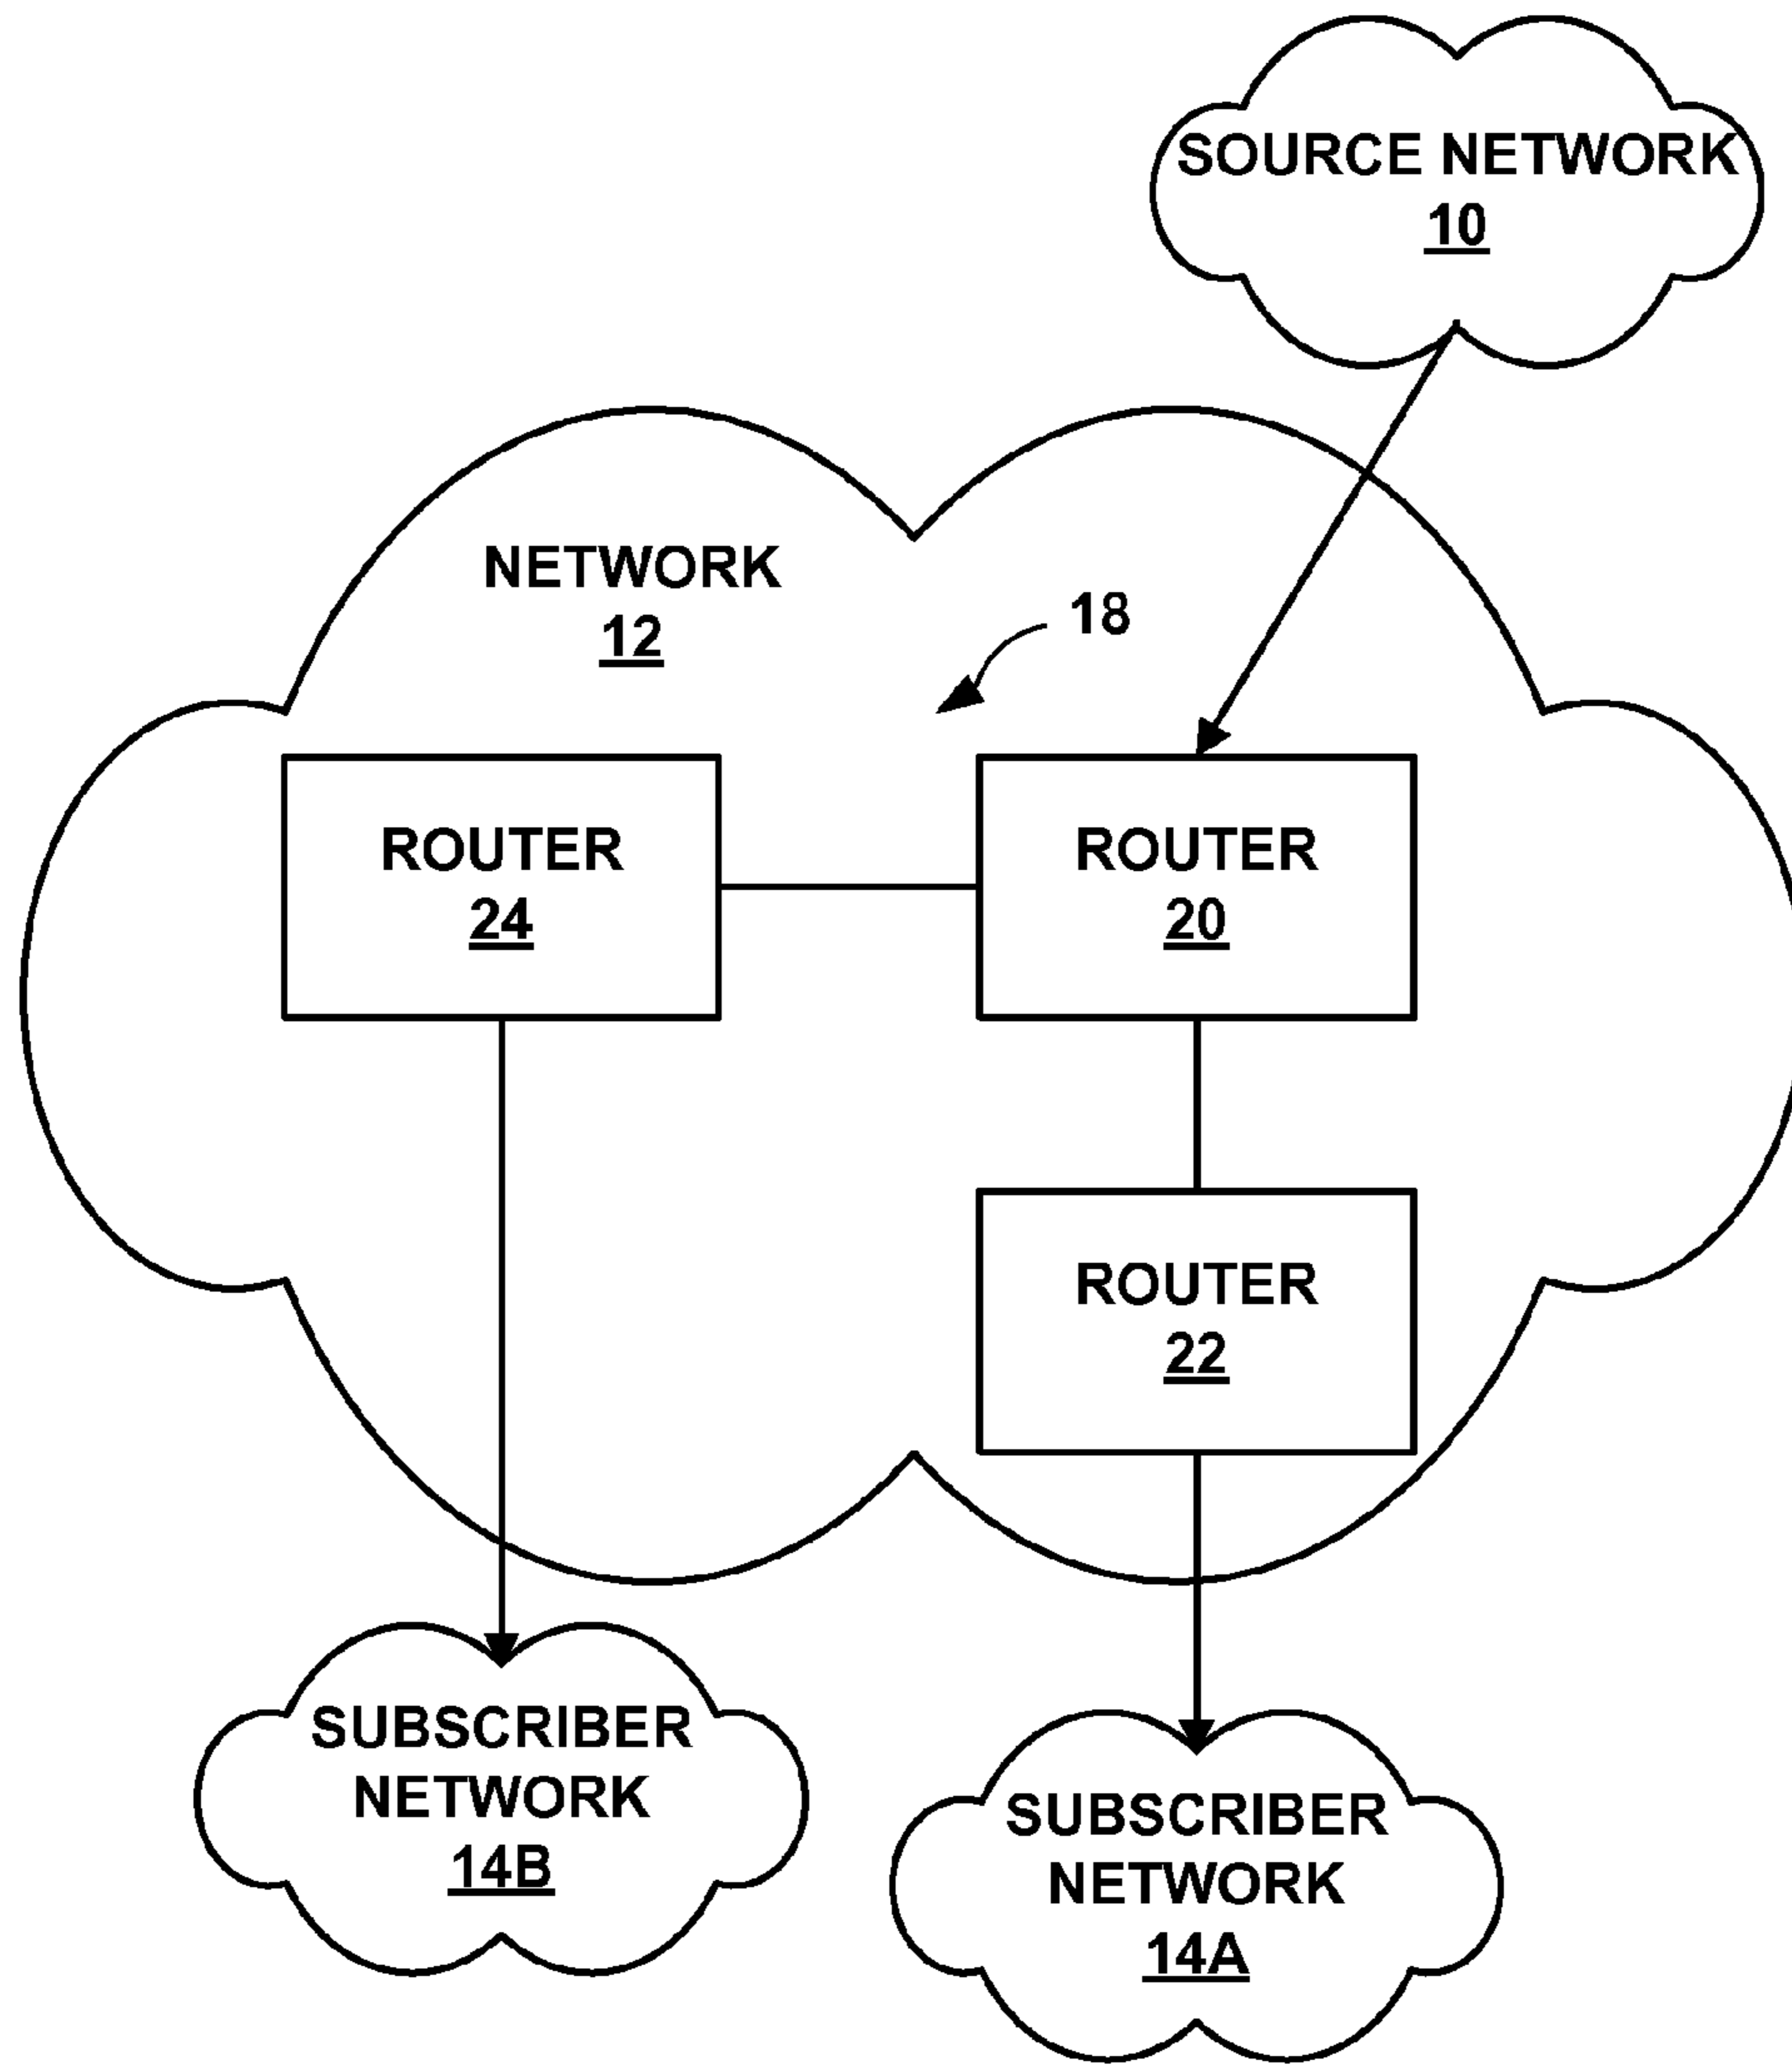 SOURCE NETWORK
10
NETWORK
12
18
ROUTER
24
ROUTER
20
ROUTER
22
SUBSCRIBER
NETWORK
14B
SUBSCRIBER
NETWORK
14A